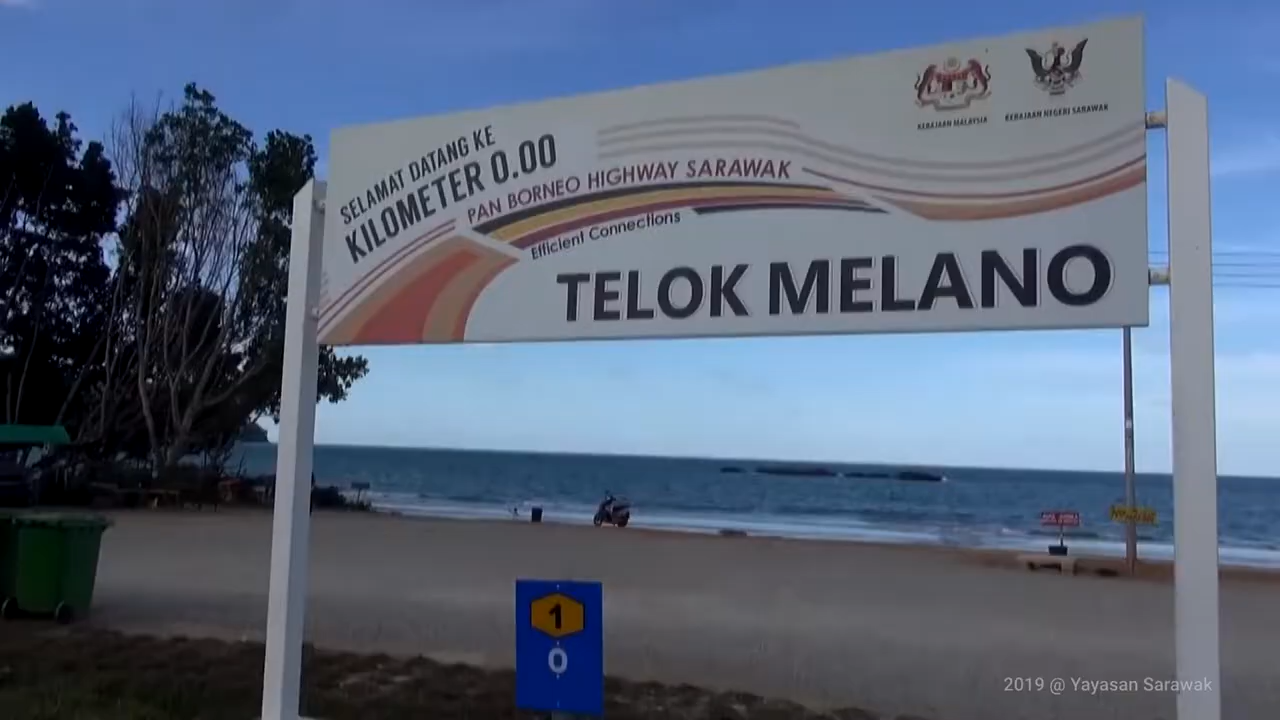 SELAMAT DATANG KE
KILOMETER 0.00
PAN BORNEO HIGHWAY SARAWAK
Efficient Connections
TELOK MELANO
KERAJAAN MALAYSIA
KERAJAAN NEGERI SARAWAK
1
0
2019 @ Yayasan Sarawak